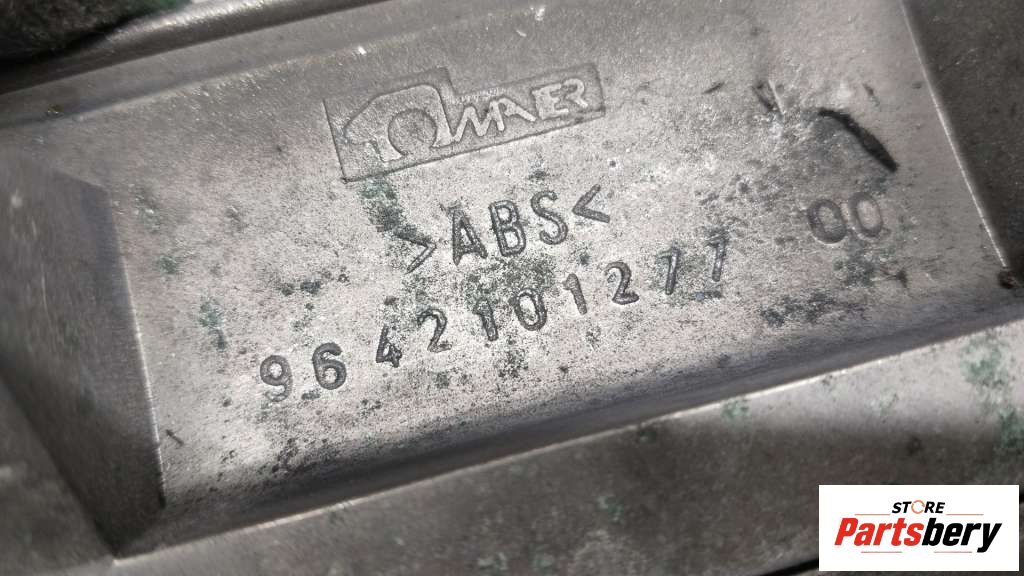 MAIER
>ABS<
9642101277 00
STORE
Partsbery